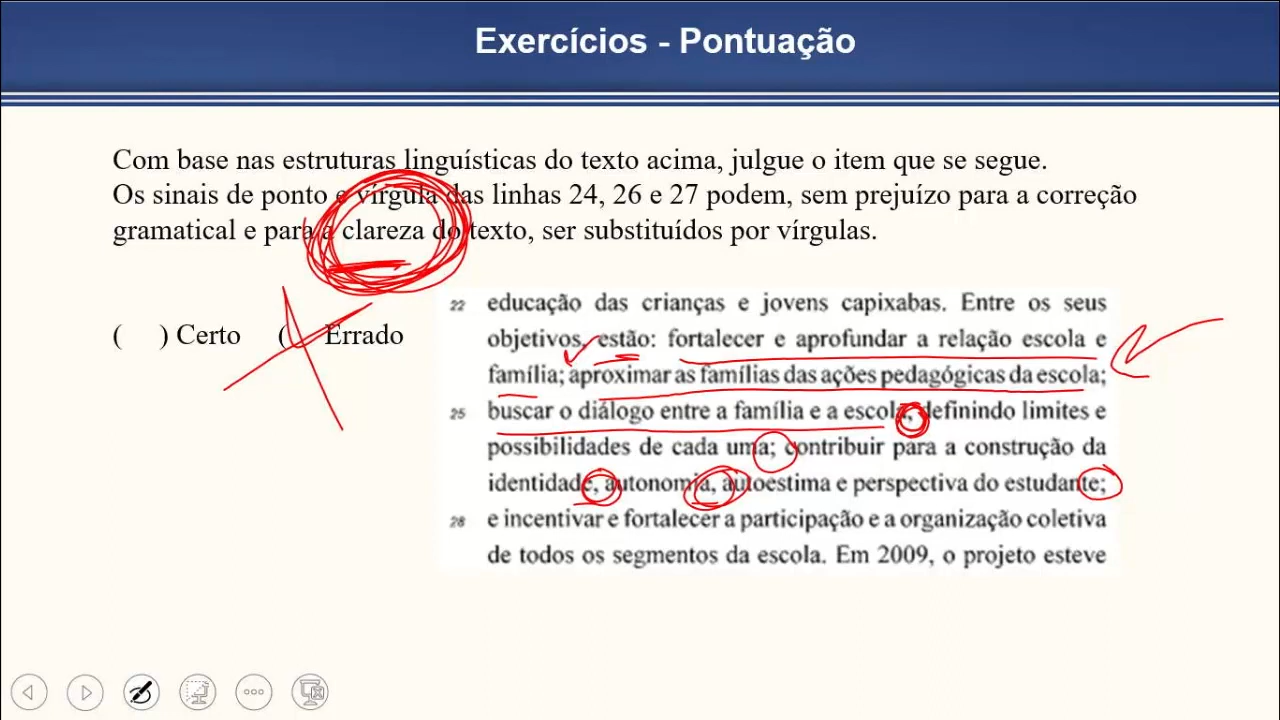 Exercícios - Pontuação
Com base nas estruturas linguísticas do texto acima, julgue o item que se segue.
Os sinais de ponto e vírgula das linhas 24, 26 e 27 podem, sem prejuízo para a correção
gramatical e para a clareza do texto, ser substituídos por vírgulas.
( ) Certo ( Errado
22 educação das crianças e jovens capixabas. Entre os seus
objetivos, estão: fortalecer e aprofundar a relação escola e
família; aproximar as famílias das ações pedagógicas da escola;
25 buscar o diálogo entre a família e a escola, definindo limites e
possibilidades de cada uma; contribuir para a construção da
identidade, autonomia, autoestima e perspectiva do estudante;
28 e incentivar e fortalecer a participação e a organização coletiva
de todos os segmentos da escola. Em 2009, o projeto esteve